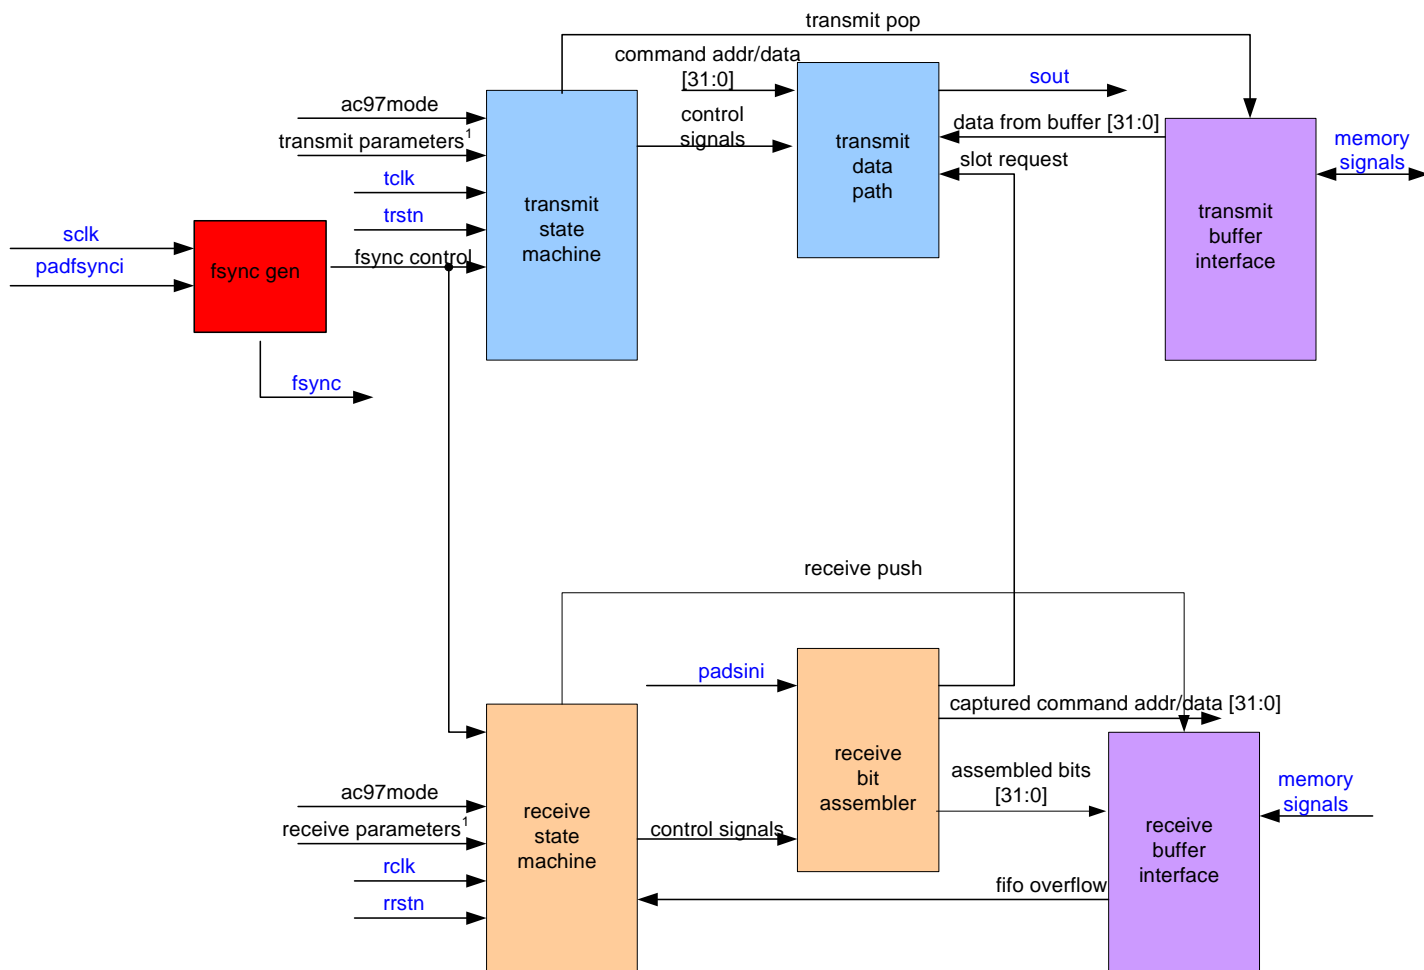 transmit pop
command addr/data
[31:0]
sout
ac97mode
control
signals
data from buffer [31:0]
transmit parameters1
transmit
data
path
slot request
memory
signals
tclk
trstn
transmit
state
machine
transmit
buffer
interface
sclk
padfsynci
fsync gen
fsync control
fsync
receive push
padsini
captured command addr/data [31:0]
receive
bit
assembler
assembled bits
[31:0]
memory
signals
ac97mode
receive parameters1
receive
state
machine
control signals
receive
buffer
interface
rclk
rrstn
fifo overflow